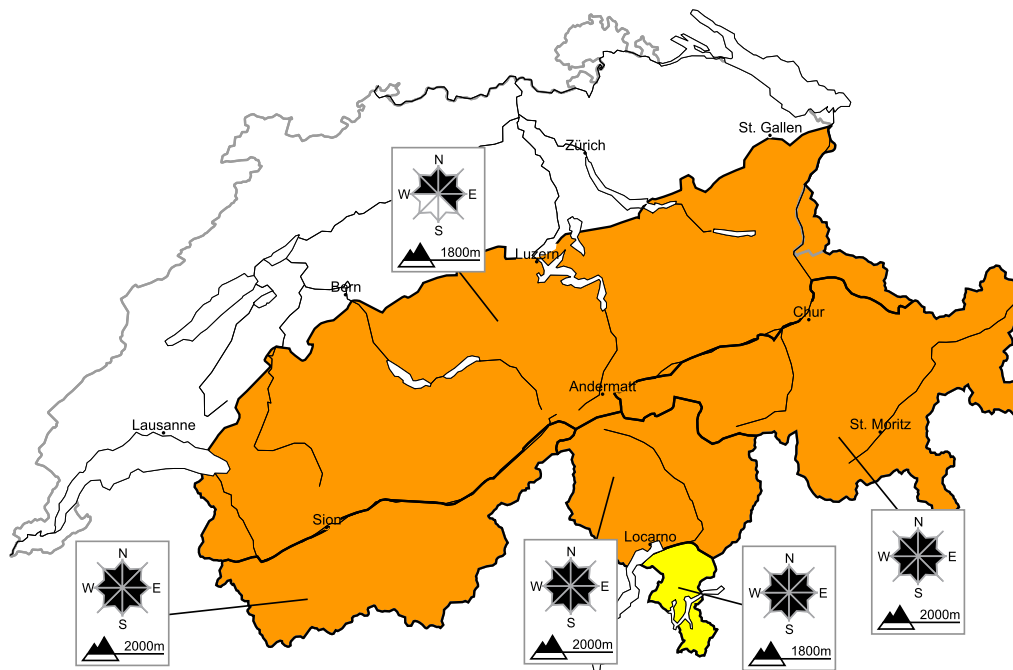 St. Gallen
Zürich
N
W E
S
1800m
Luzern
Bern
Chur
Andermatt
Lausanne
St. Moritz
Sion
Locarno
N
W E
S
2000m
N
W E
S
2000m
N
W E
S
1800m
N
W E
S
2000m